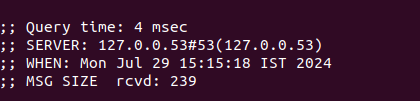 ;; Query time: 4 msec
;; SERVER: 127.0.0.53#53(127.0.0.53)
;; WHEN: Mon Jul 29 15:15:18 IST 2024
;; MSG SIZE  rcvd: 239